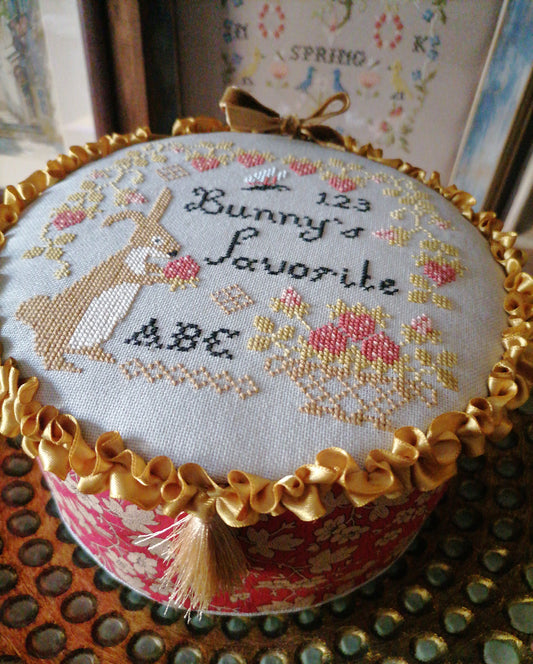 N K
SPRING
123
Bunny's
favorite
ABC